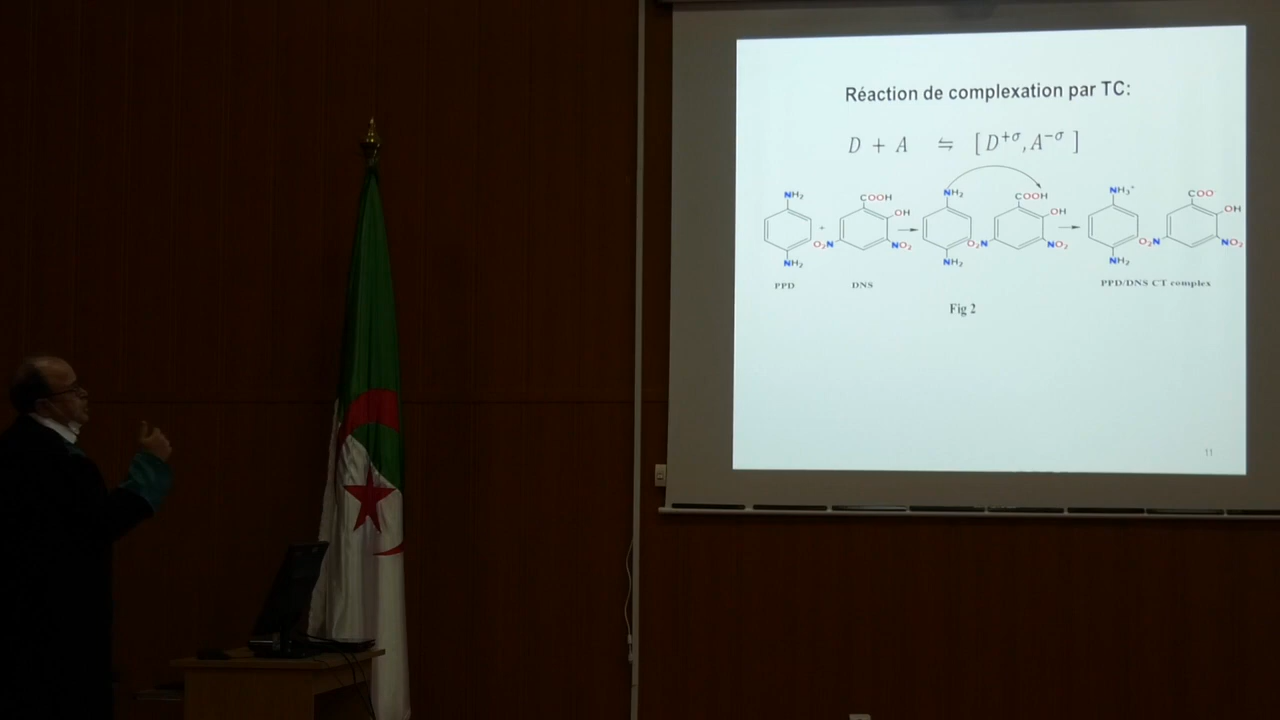 Réaction de complexation par TC:
D + A ⇋ [D⁺σ, A⁻σ]
NH₂ COOH OH + O₂N NO₂ NH₂
NH₂ COOH OH O₂N NO₂ NH₂
NH₃⁺ COO⁻ OH O₂N NO₂ NH₂
PPD DNS PPD/DNS CT complex
Fig 2
11